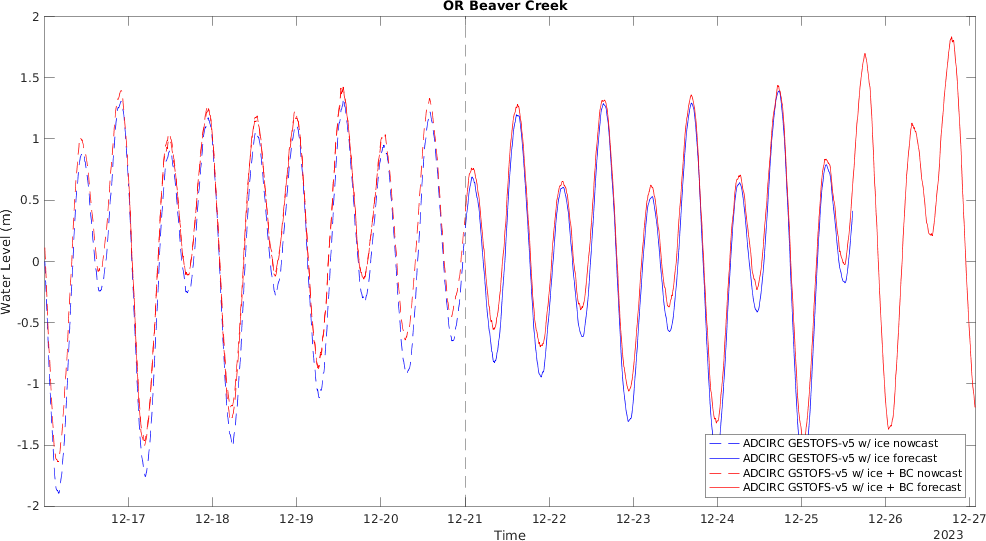 OR Beaver Creek
2
1.5
1
0.5
0
-0.5
-1
-1.5
-2
Water Level (m)
ADCIRC GESTOFS-v5 w/ ice nowcast
ADCIRC GESTOFS-v5 w/ ice forecast
ADCIRC GSTOFS-v5 w/ ice + BC nowcast
ADCIRC GSTOFS-v5 w/ ice + BC forecast
12-17 12-18 12-19 12-20 12-21 12-22 12-23 12-24 12-25 12-26 12-27
Time
2023